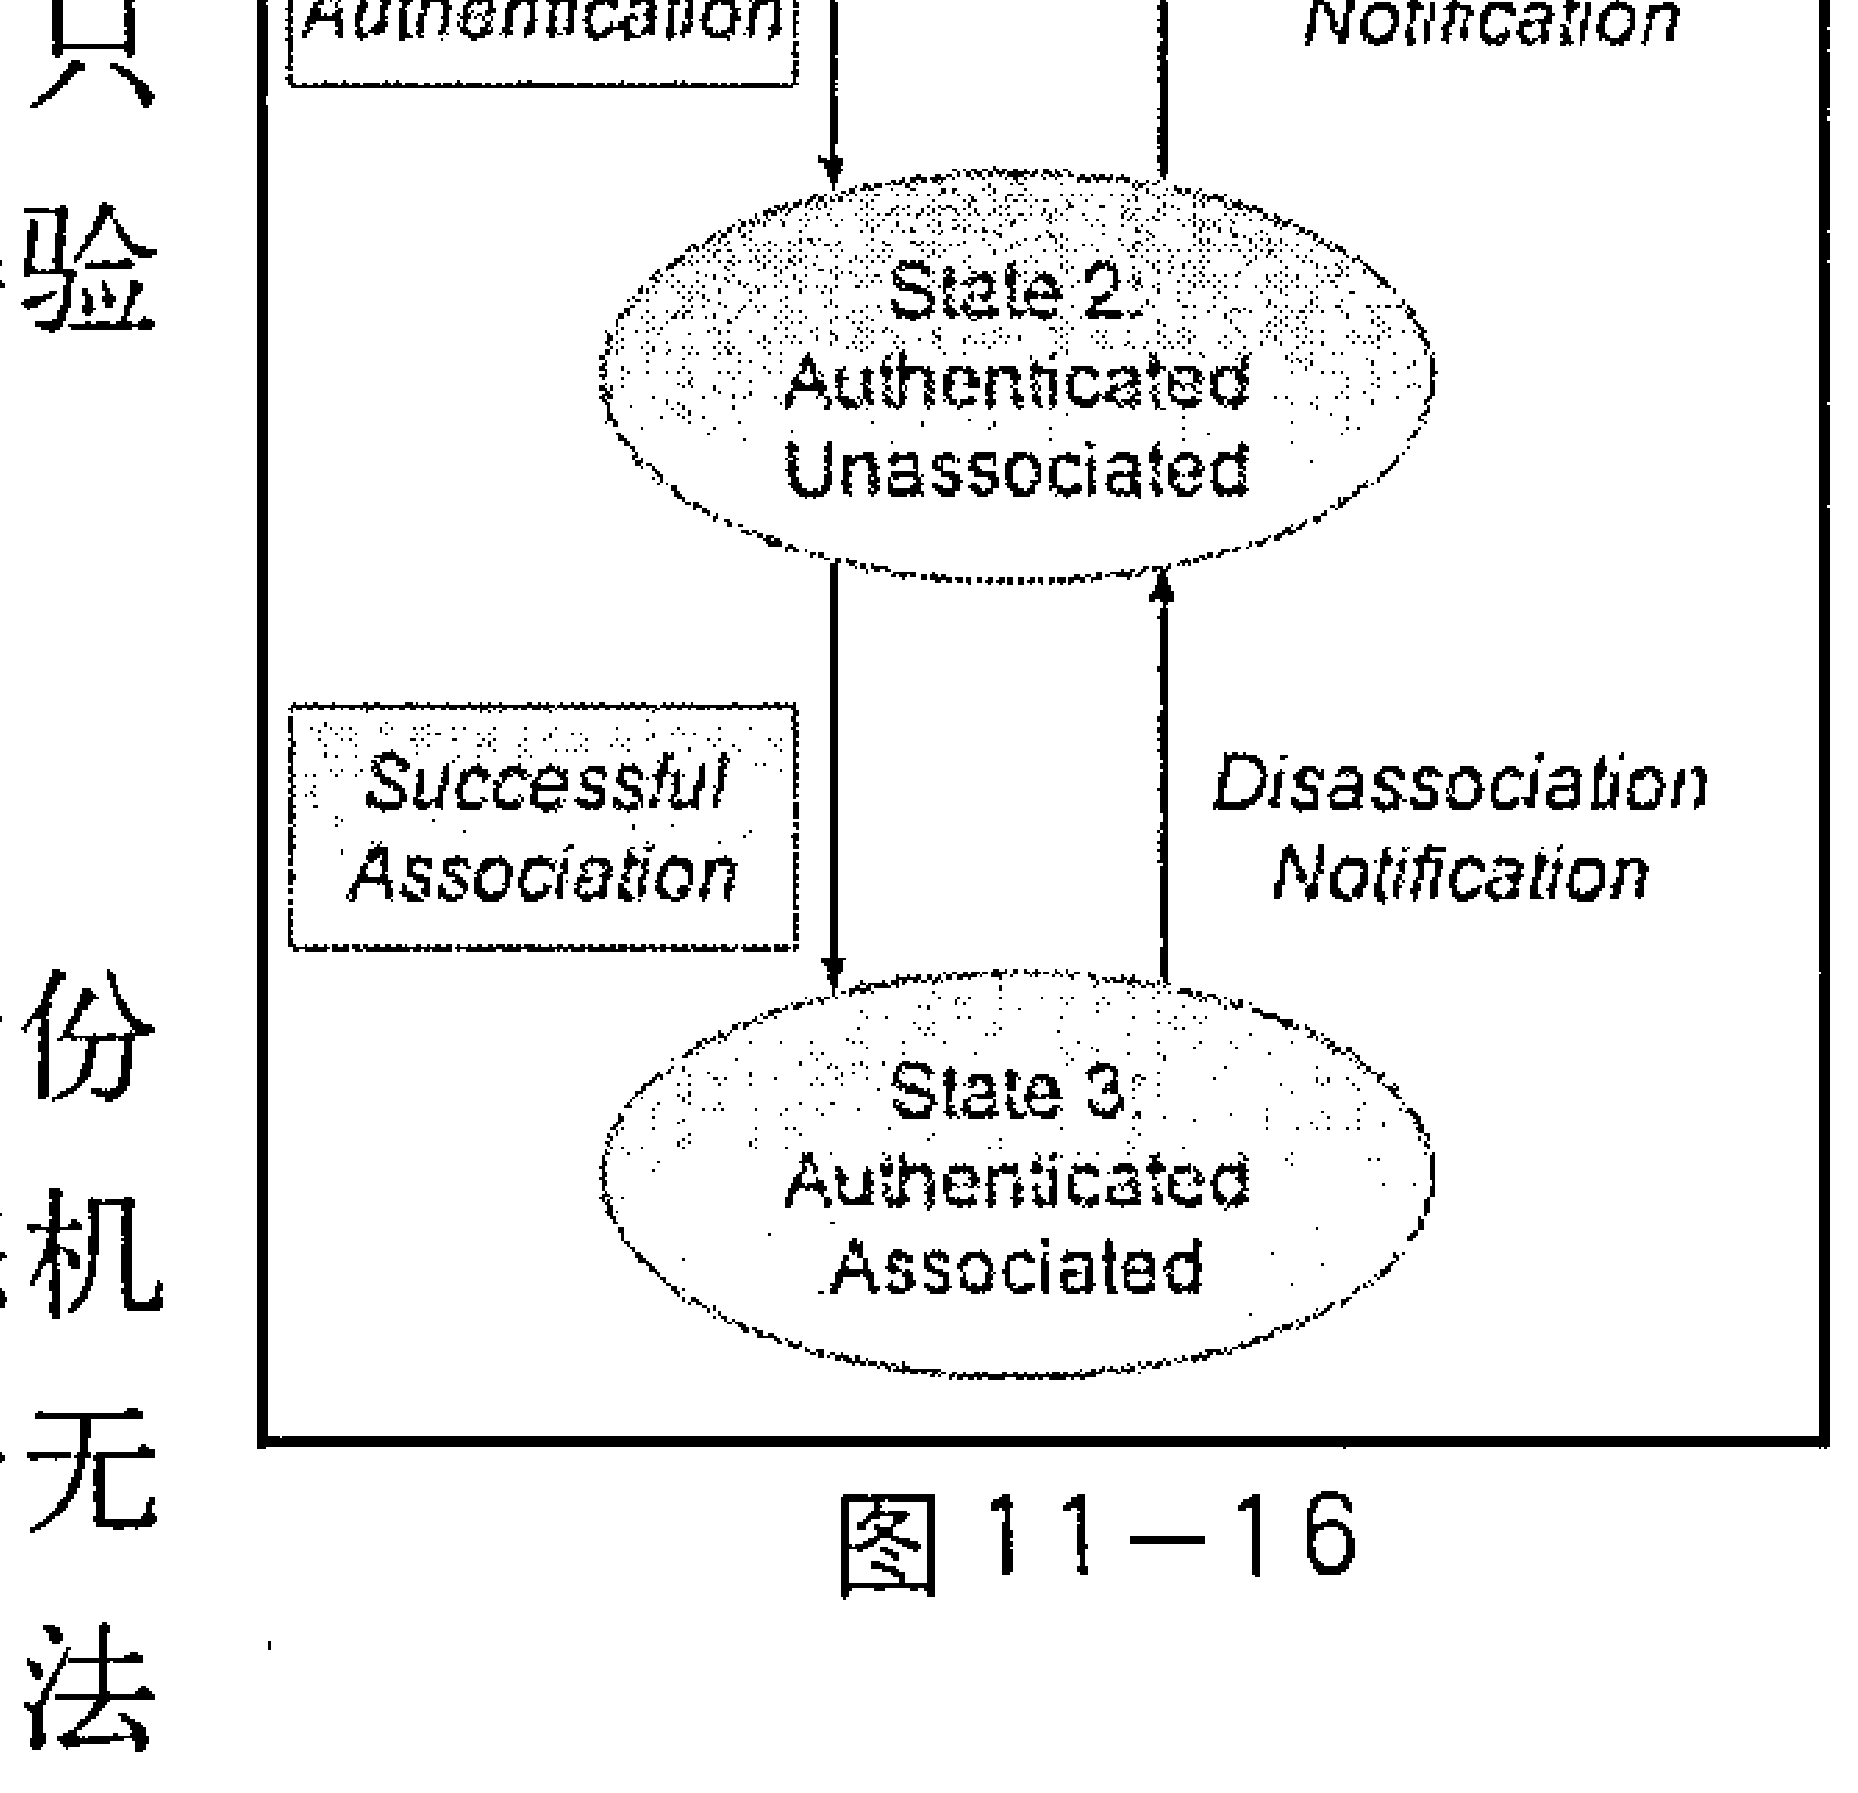 只
Authentication
Notification
验
State 2:
Authenticated
Unassociated
Successful
Association
Disassociation
Notification
份
State 3:
Authenticated
Associated
机
无
图 11-16
法